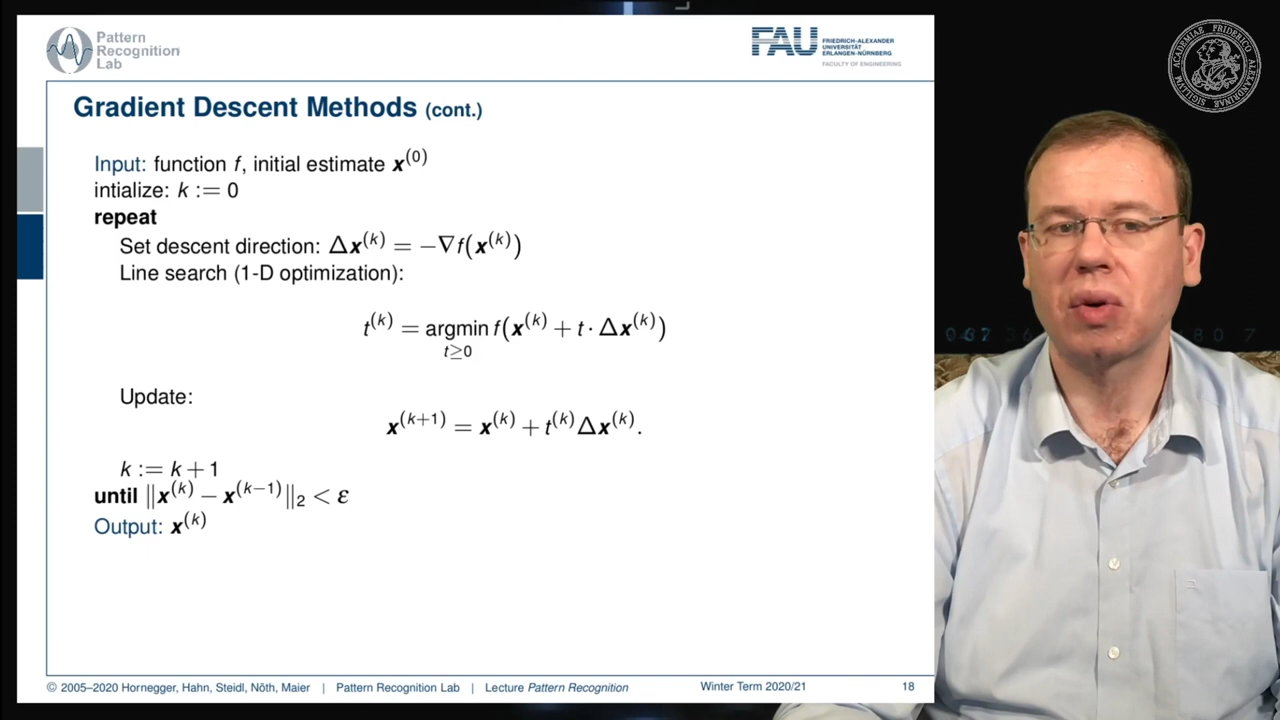 Pattern
Recognition
Lab
FAU
FRIEDRICH-ALEXANDER
UNIVERSITÄT
ERLANGEN-NÜRNBERG
FACULTY OF ENGINEERING
Gradient Descent Methods (cont.)
Input: function f, initial estimate x^(0)
intialize: k := 0
repeat
Set descent direction: Δx^(k) = −∇f(x^(k))
Line search (1-D optimization):
t^(k) = argmin f(x^(k) + t · Δx^(k))
t≥0
Update:
x^(k+1) = x^(k) + t^(k)Δx^(k).
k := k + 1
until ‖x^(k) − x^(k−1)‖₂ < ε
Output: x^(k)
© 2005–2020 Hornegger, Hahn, Steidl, Nöth, Maier | Pattern Recognition Lab | Lecture Pattern Recognition Winter Term 2020/21 18